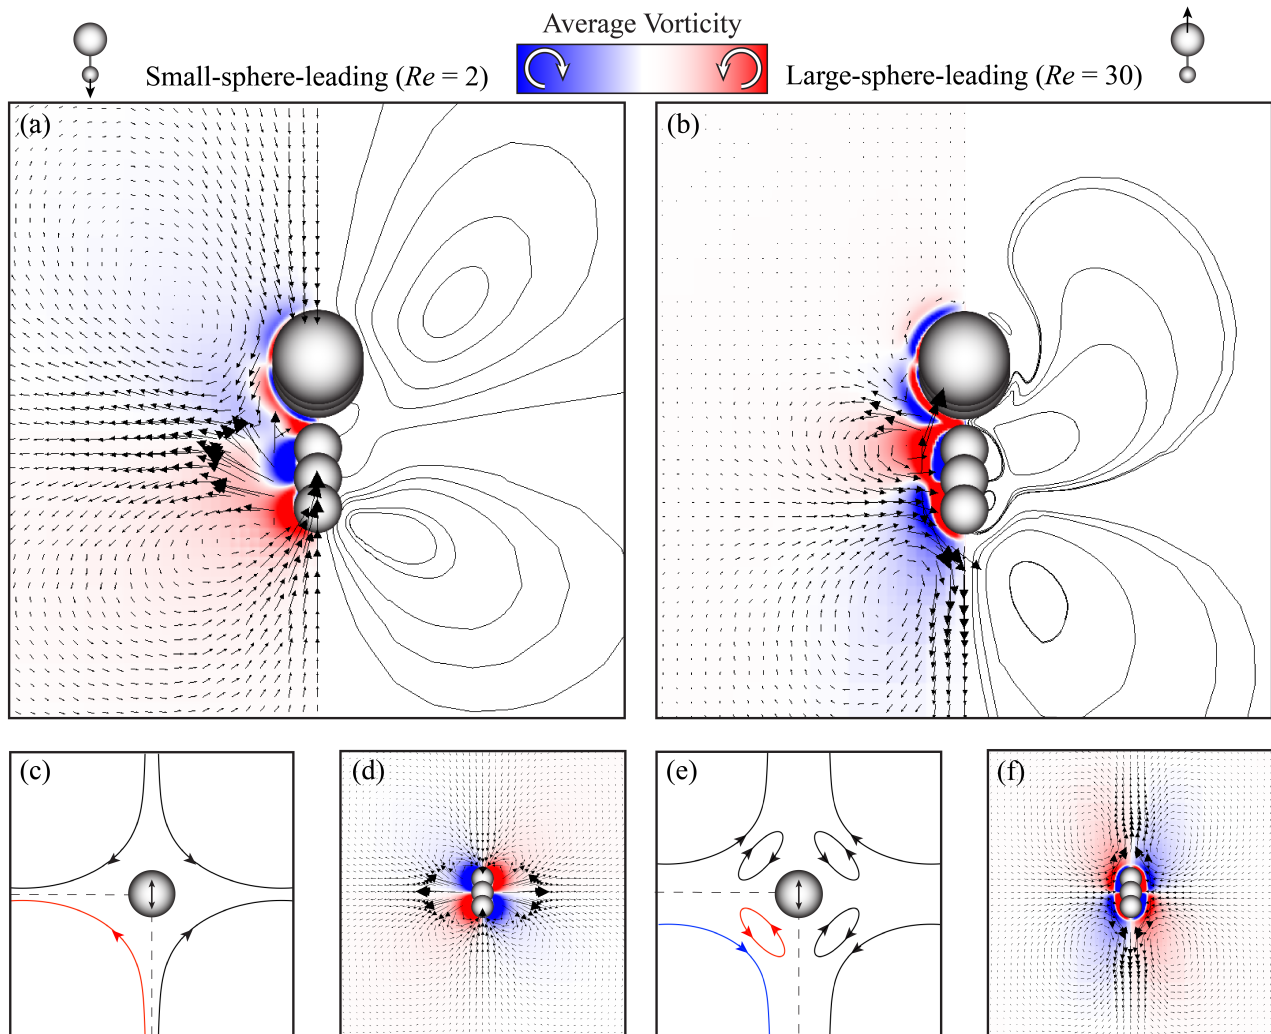 Average Vorticity
Small-sphere-leading (Re = 2)
Large-sphere-leading (Re = 30)
(a)
(b)
(c)
(d)
(e)
(f)